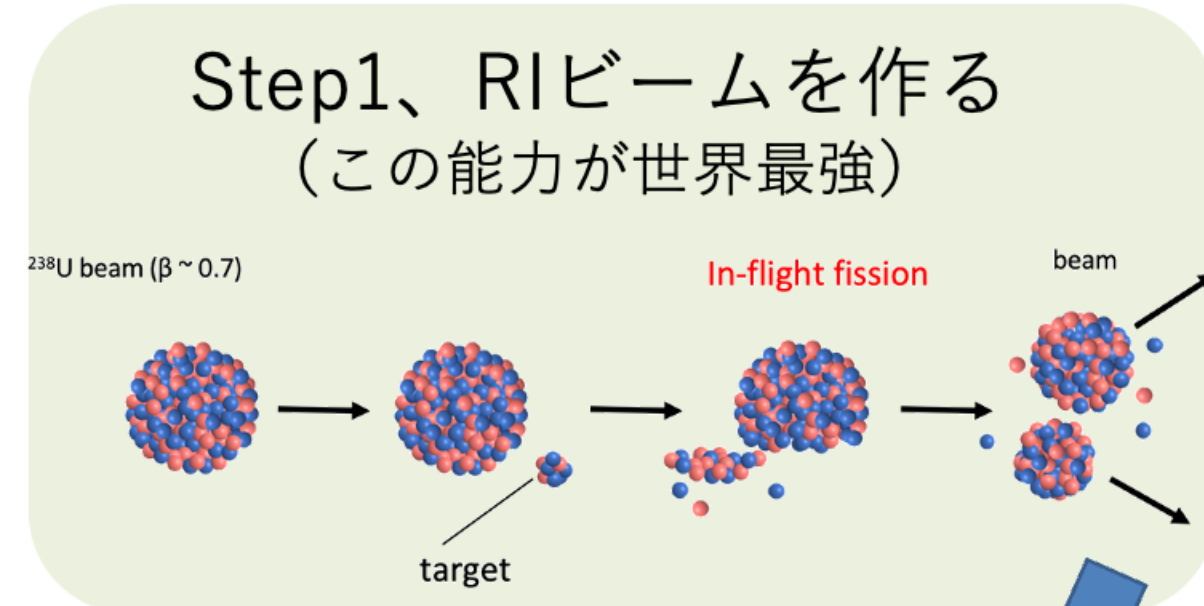 Step1、RIビームを作る
（この能力が世界最強）
²³⁸U beam (β ~ 0.7)
In-flight fission
beam
target